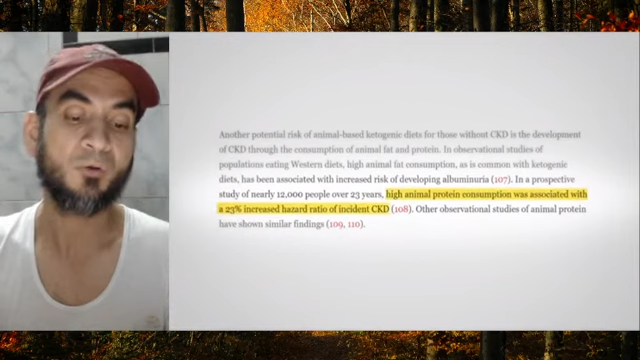 Another potential risk of animal-based ketogenic diets for those without CKD is the development
of CKD through the consumption of animal fat and protein. In observational studies of
populations eating Western diets, high animal fat consumption, as is common with ketogenic
diets, has been associated with increased risk of developing albuminuria (107). In a prospective
study of nearly 12,000 people over 23 years, high animal protein consumption was associated with
a 23% increased hazard ratio of incident CKD (108). Other observational studies of animal protein
have shown similar findings (109, 110).